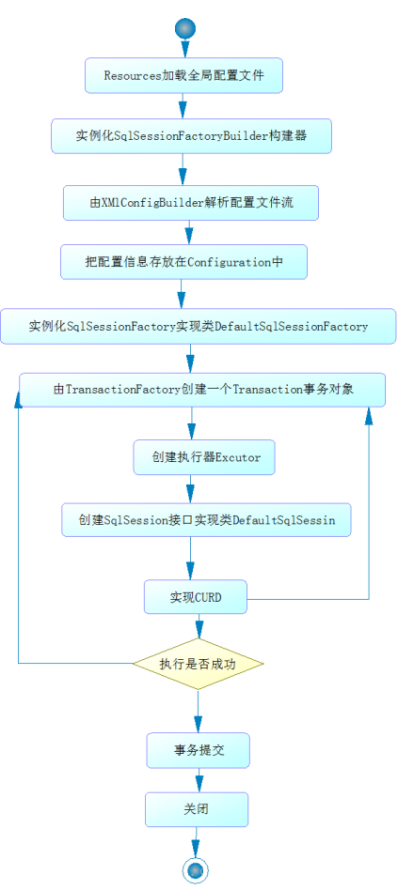 Resources加载全局配置文件
实例化SqlSessionFactoryBuilder构建器
由XMlConfigBuilder解析配置文件流
把配置信息存放在Configuration中
实例化SqlSessionFactory实现类DefaultSqlSessionFactory
由TransactionFactory创建一个Transaction事务对象
创建执行器Excutor
创建SqlSession接口实现类DefaultSqlSessin
实现CURD
执行是否成功
事务提交
关闭